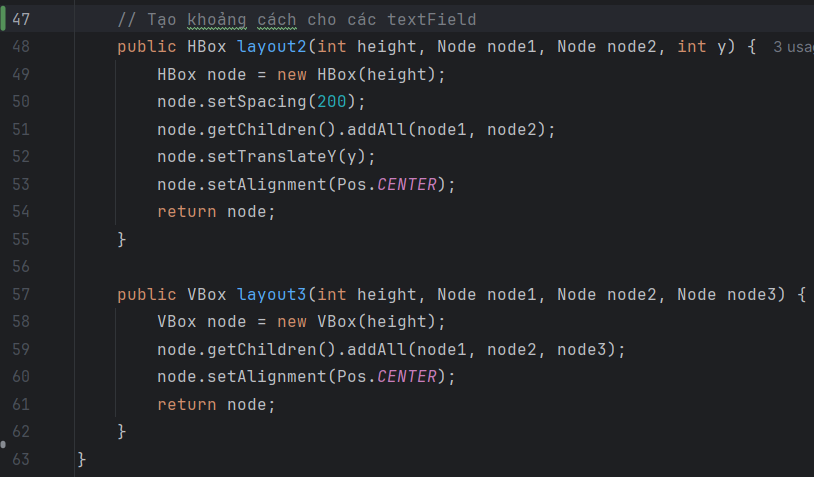 47 // Tạo khoảng cách cho các textField
48 public HBox layout2(int height, Node node1, Node node2, int y) { 3 usag
49 HBox node = new HBox(height);
50 node.setSpacing(200);
51 node.getChildren().addAll(node1, node2);
52 node.setTranslateY(y);
53 node.setAlignment(Pos.CENTER);
54 return node;
55 }
56
57 public VBox layout3(int height, Node node1, Node node2, Node node3) {
58 VBox node = new VBox(height);
59 node.getChildren().addAll(node1, node2, node3);
60 node.setAlignment(Pos.CENTER);
61 return node;
62 }
63 }